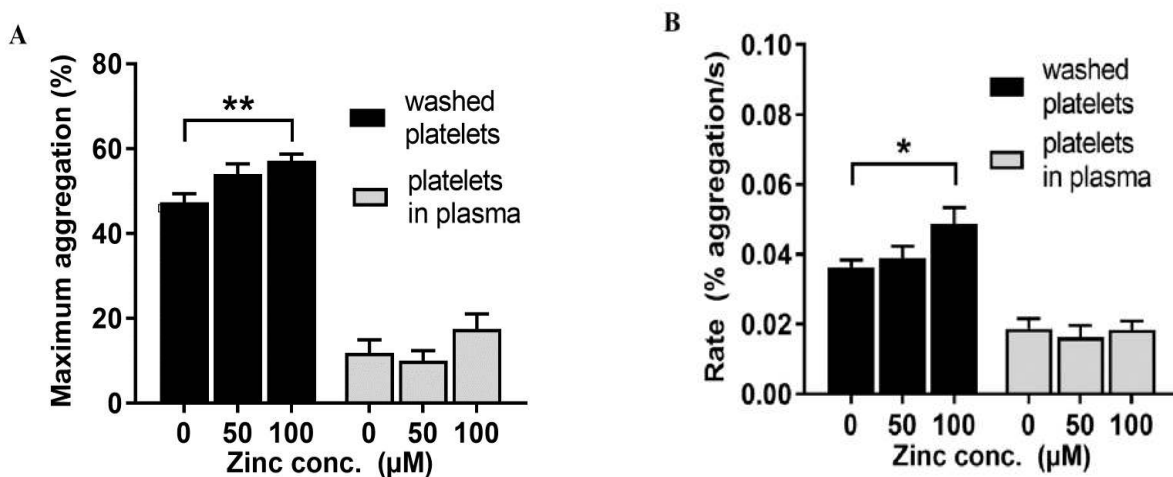 A
Maximum aggregation (%)
80
60
40
20
0
**
washed
platelets
platelets
in plasma
0 50 100 0 50 100
Zinc conc. (µM)
B
Rate (% aggregation/s)
0.10
0.08
0.06
0.04
0.02
0.00
*
washed
platelets
platelets
in plasma
0 50 100 0 50 100
Zinc conc. (µM)